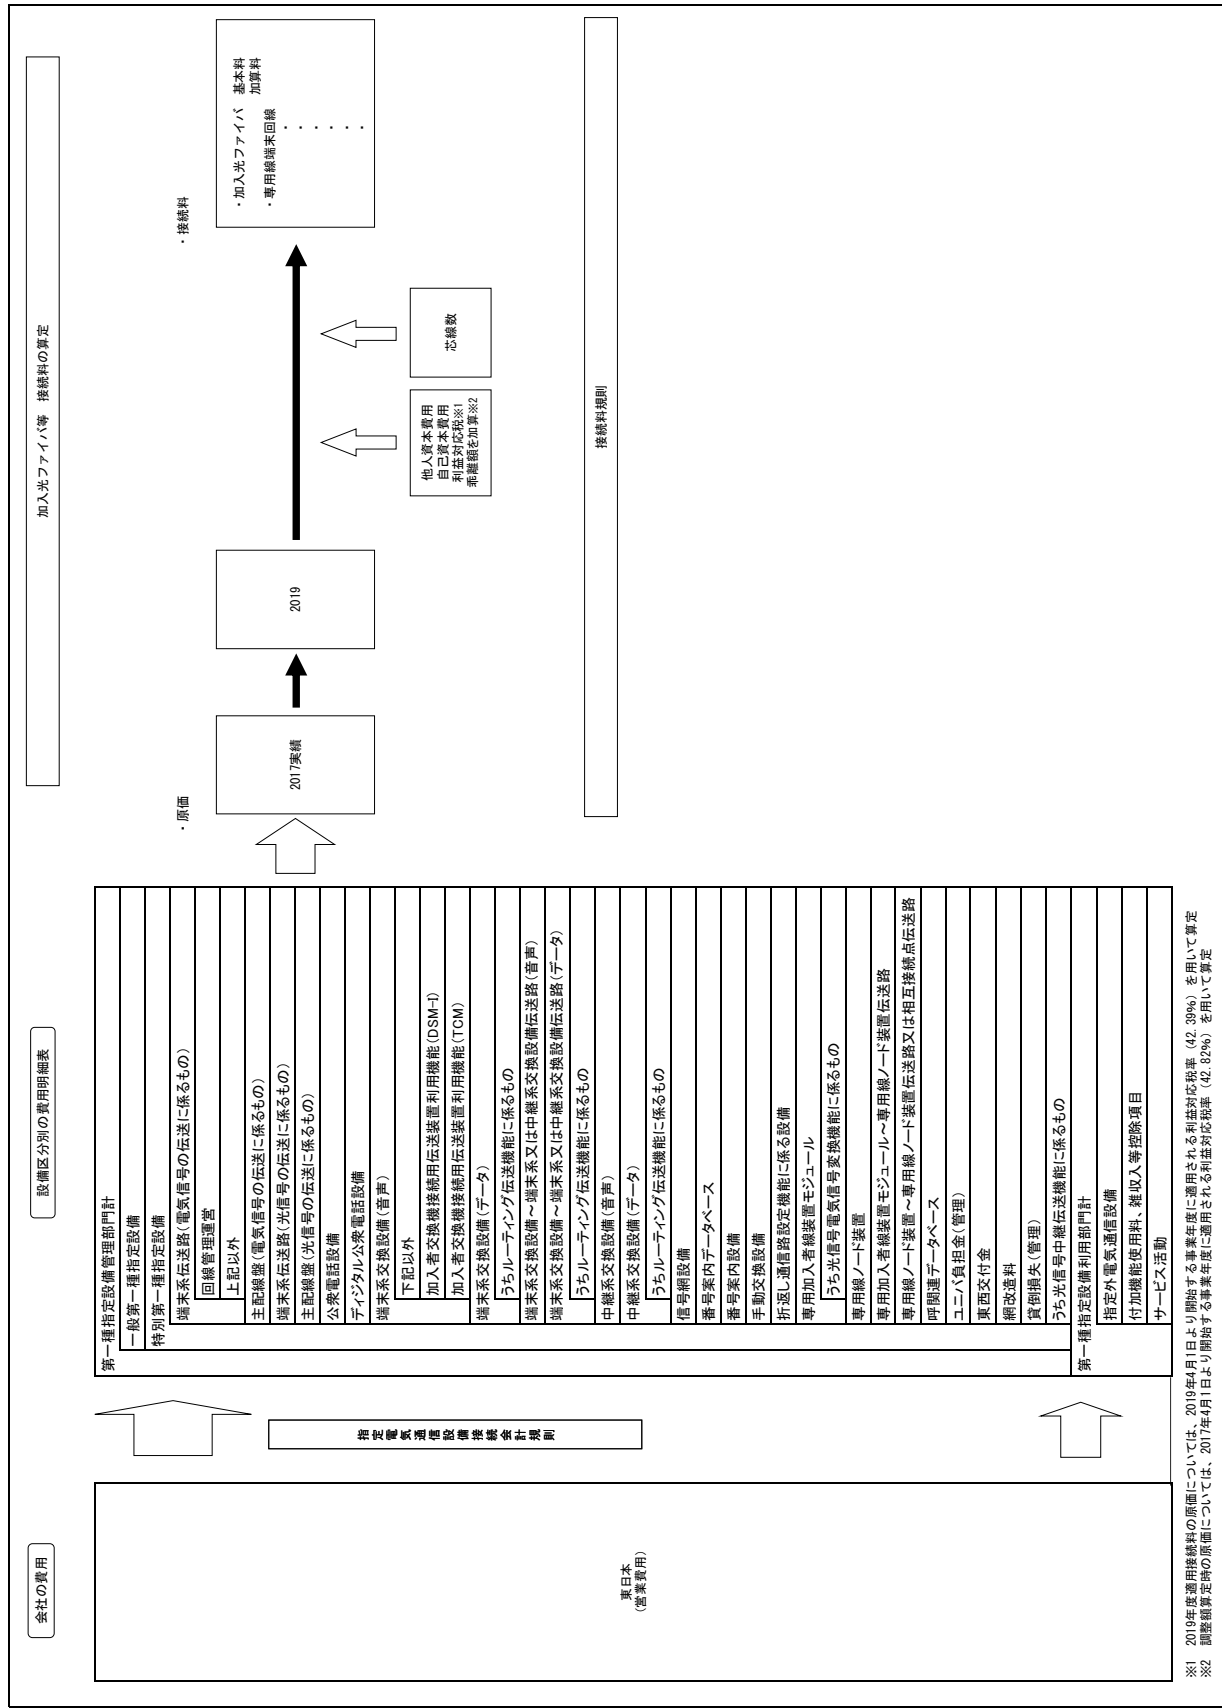 会社の費用
設備区分別の費用明細表
加入光ファイバ等　接続料の算定
東日本
(営業費用)
指定電気通信設備接続会計規則
第一種指定設備管理部門計
一般第一種指定設備
特別第一種指定設備
端末系伝送路(電気信号の伝送に係るもの)
回線管理運営
上記以外
主配線盤(電気信号の伝送に係るもの)
端末系伝送路(光信号の伝送に係るもの)
主配線盤(光信号の伝送に係るもの)
公衆電話設備
ディジタル公衆電話設備
端末系交換設備(音声)
下記以外
加入者交換機接続用伝送装置利用機能(DSM-I)
加入者交換機接続用伝送装置利用機能(TCM)
端末系交換設備(データ)
うちルーティング伝送機能に係るもの
端末系交換設備～端末系又は中継系交換設備伝送路(音声)
端末系交換設備～端末系又は中継系交換設備伝送路(データ)
うちルーティング伝送機能に係るもの
中継系交換設備(音声)
中継系交換設備(データ)
うちルーティング伝送機能に係るもの
信号網設備
番号案内データベース
番号案内設備
手動交換設備
折返し通信路設定機能に係る設備
専用加入者線装置モジュール
うち光信号電気信号変換機能に係るもの
専用線ノード装置
専用加入者線装置モジュール～専用線ノード装置伝送路
専用線ノード装置～専用線ノード装置伝送路又は相互接続点伝送路
呼関連データベース
ユニバ負担金(管理)
東西交付金
網改造料
貸倒損失(管理)
うち光信号中継伝送機能に係るもの
第一種指定設備利用部門計
指定外電気通信設備
付加機能使用料、雑収入等控除項目
サービス活動
・原価
2017実績
2019
・接続料
・加入光ファイバ　基本料
加算料
・専用線端末回線
・
・
・
・
・
・
他人資本費用
自己資本費用
利益対応税※1
乖離額を加算※2
芯線数
接続料規則
※1　2019年度適用接続料の原価については、2019年4月1日より開始する事業年度に適用される利益対応税率（42.39%）を用いて算定
※2　調整額算定時の原価については、2017年4月1日より開始する事業年度に適用される利益対応税率（42.82%）を用いて算定